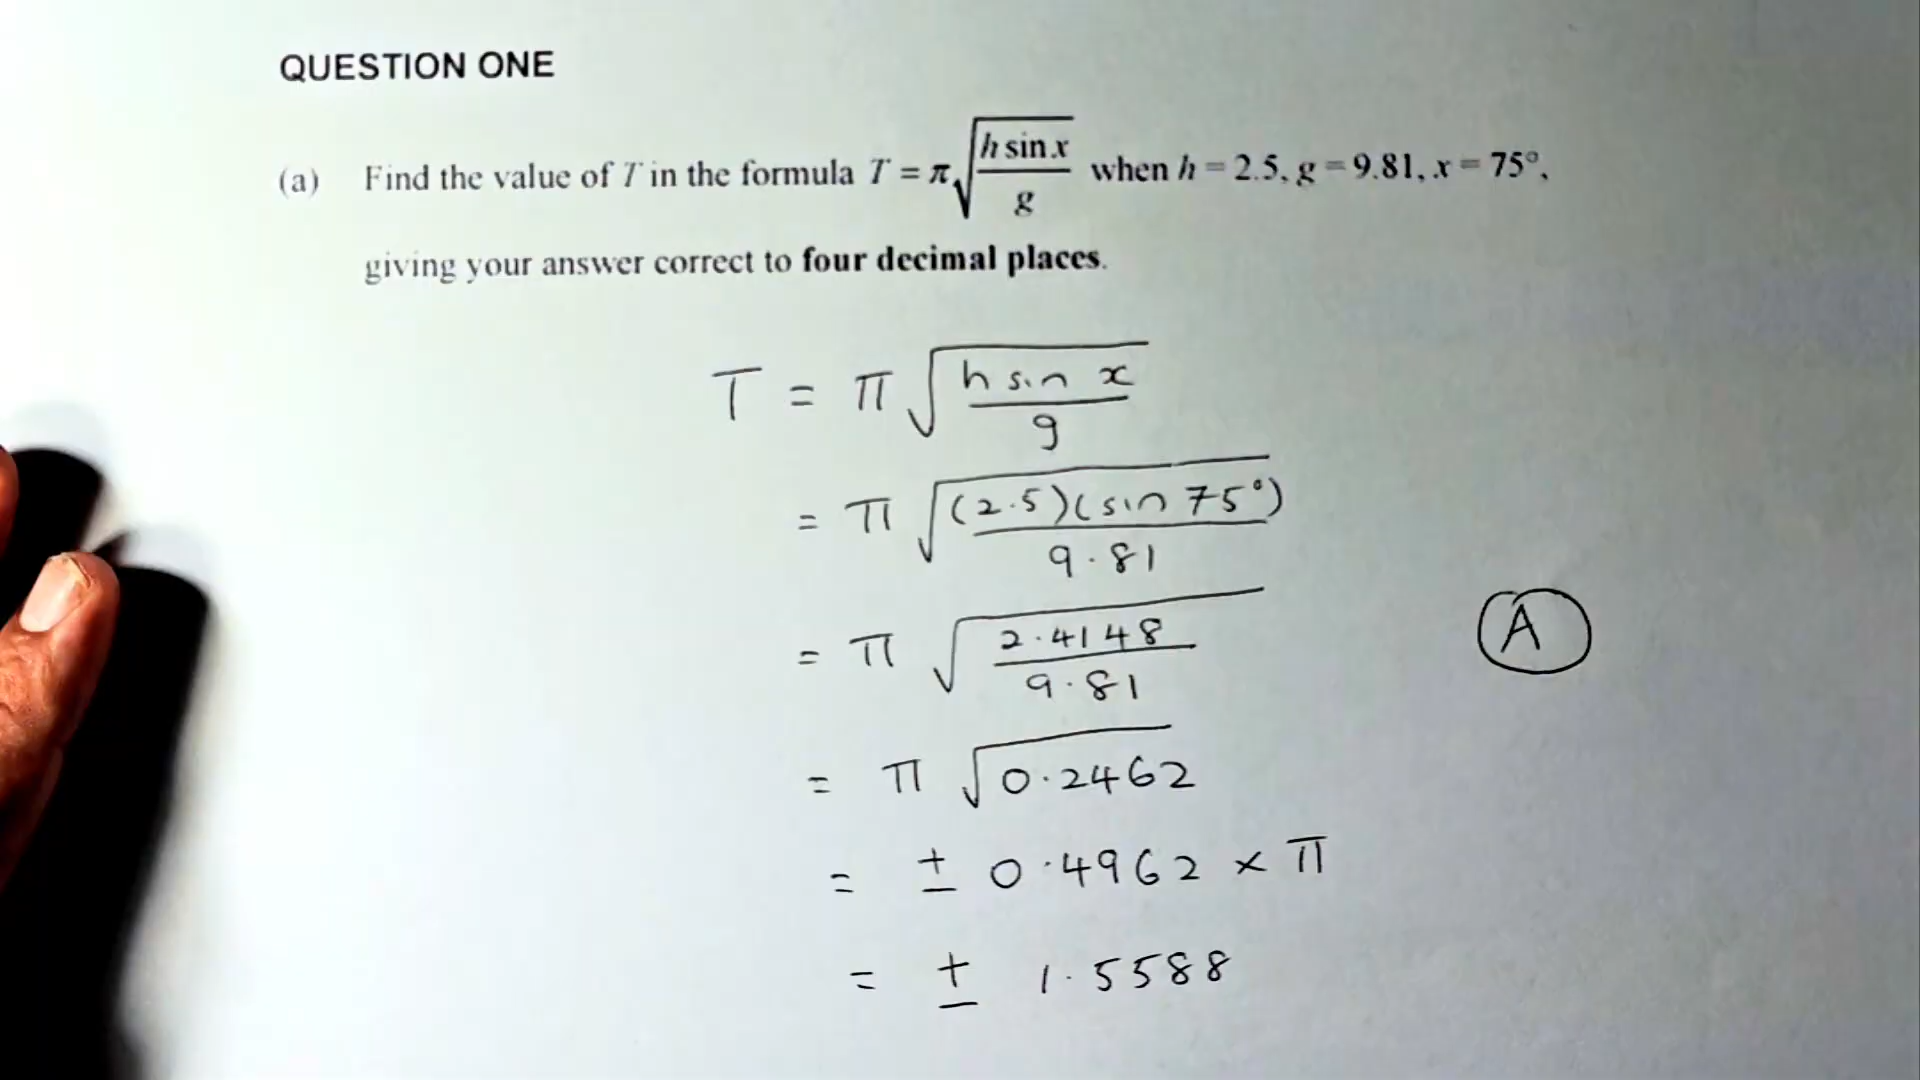 QUESTION ONE
(a) Find the value of T in the formula T = π√(h sin x / g) when h = 2.5, g = 9.81, x = 75°,
giving your answer correct to four decimal places.
T = π√(h sin x / g)
= π√((2.5)(sin 75°) / 9.81)
= π√(2.4148 / 9.81)
A
= π√0.2462
= ± 0.4962 × π
= ± 1.5588